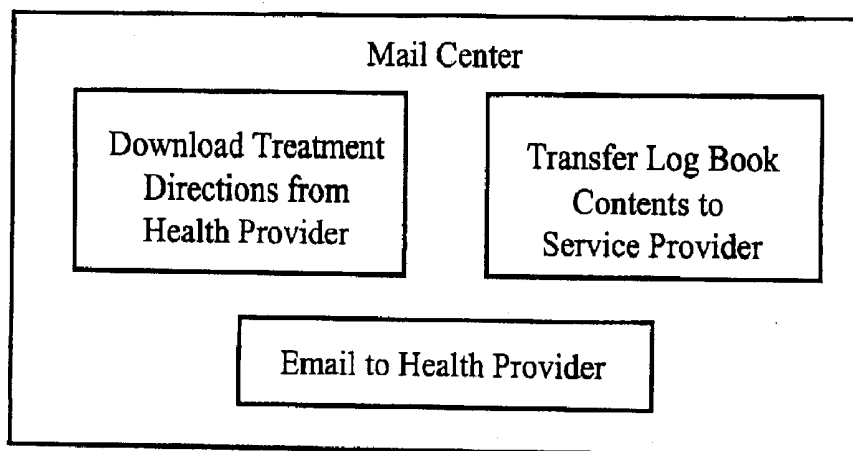 Mail Center
Download Treatment
Directions from
Health Provider
Transfer Log Book
Contents to
Service Provider
Email to Health Provider